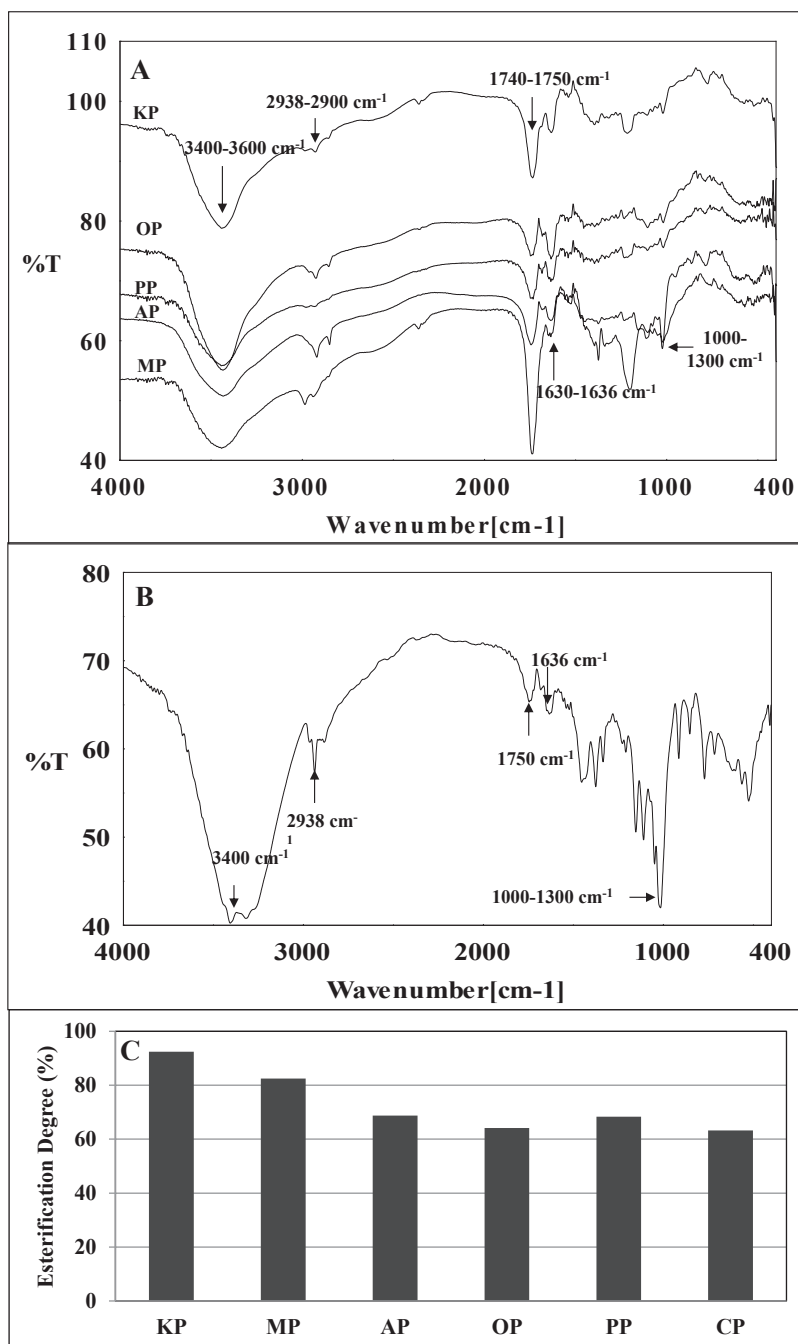 A
110
100
80
60
40
%T
KP
OP
PP
AP
MP
3400-3600 cm-1
2938-2900 cm-1
1740-1750 cm-1
1630-1636 cm-1
1000-
1300 cm-1
4000 3000 2000 1000 400
Wavenumber[cm-1]
B
80
70
60
50
40
%T
3400 cm-1
2938 cm-
1
1750 cm-1
1636 cm-1
1000-1300 cm-1
4000 3000 2000 1000 400
Wavenumber[cm-1]
C
Esterification Degree (%)
100
80
60
40
20
0
KP MP AP OP PP CP